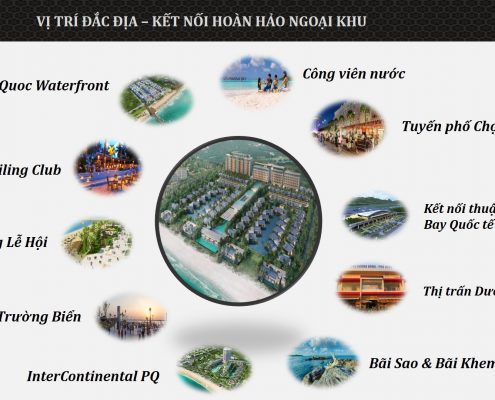 VỊ TRÍ ĐẮC ĐỊA – KẾT NỐI HOÀN HẢO NGOẠI KHU
Công viên nước
Quoc Waterfront
Tuyến phố Chợ
iling Club
Kết nối thuậ
Bay Quốc tế
g Lễ Hội
Thị trấn Dư
Trường Biển
Bãi Sao & Bãi Khem
InterContinental PQ